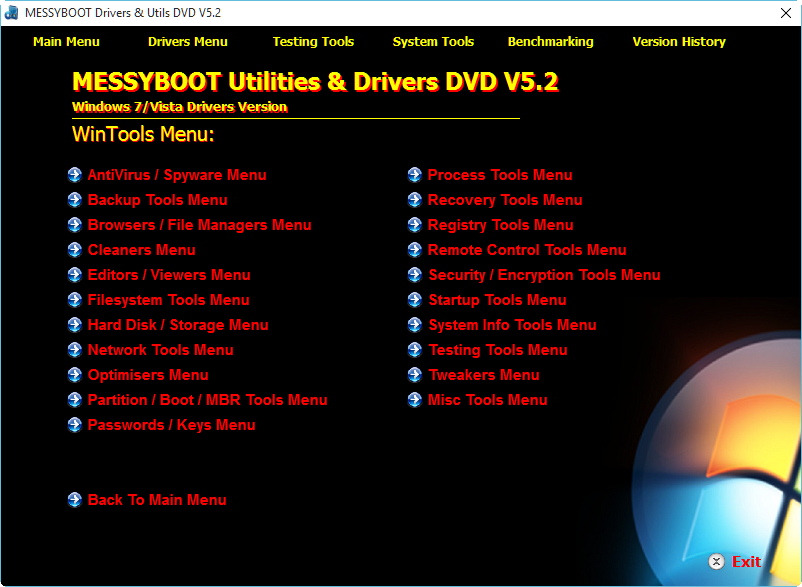 MESSYBOOT Drivers & Utils DVD V5.2
Main Menu Drivers Menu Testing Tools System Tools Benchmarking Version History
MESSYBOOT Utilities & Drivers DVD V5.2
Windows 7/Vista Drivers Version
WinTools Menu:
AntiVirus / Spyware Menu
Backup Tools Menu
Browsers / File Managers Menu
Cleaners Menu
Editors / Viewers Menu
Filesystem Tools Menu
Hard Disk / Storage Menu
Network Tools Menu
Optimisers Menu
Partition / Boot / MBR Tools Menu
Passwords / Keys Menu
Process Tools Menu
Recovery Tools Menu
Registry Tools Menu
Remote Control Tools Menu
Security / Encryption Tools Menu
Startup Tools Menu
System Info Tools Menu
Testing Tools Menu
Tweakers Menu
Misc Tools Menu
Back To Main Menu
Exit